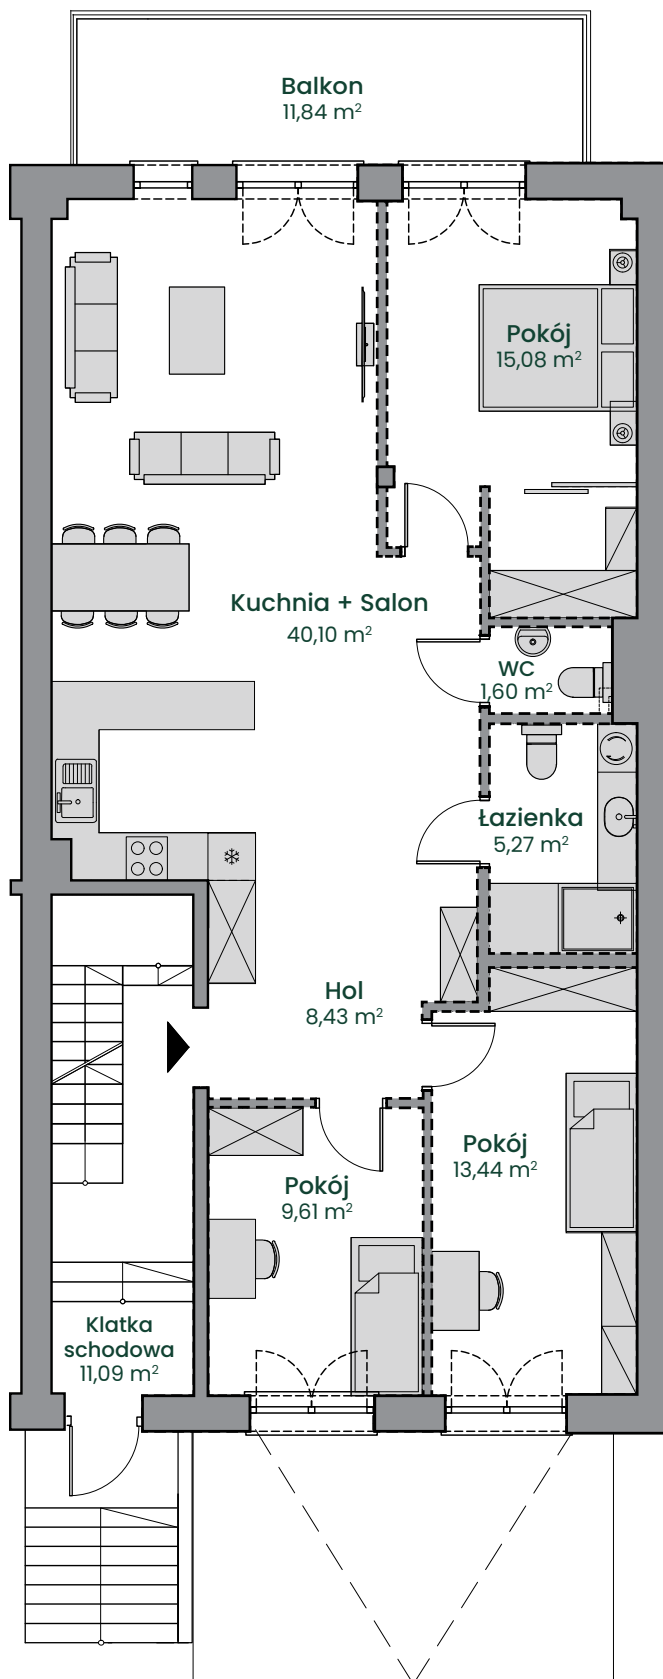 Balkon
11,84 m²
Pokój
15,08 m²
Kuchnia + Salon
40,10 m²
WC
1,60 m²
Łazienka
5,27 m²
Hol
8,43 m²
Pokój
13,44 m²
Pokój
9,61 m²
Klatka
schodowa
11,09 m²